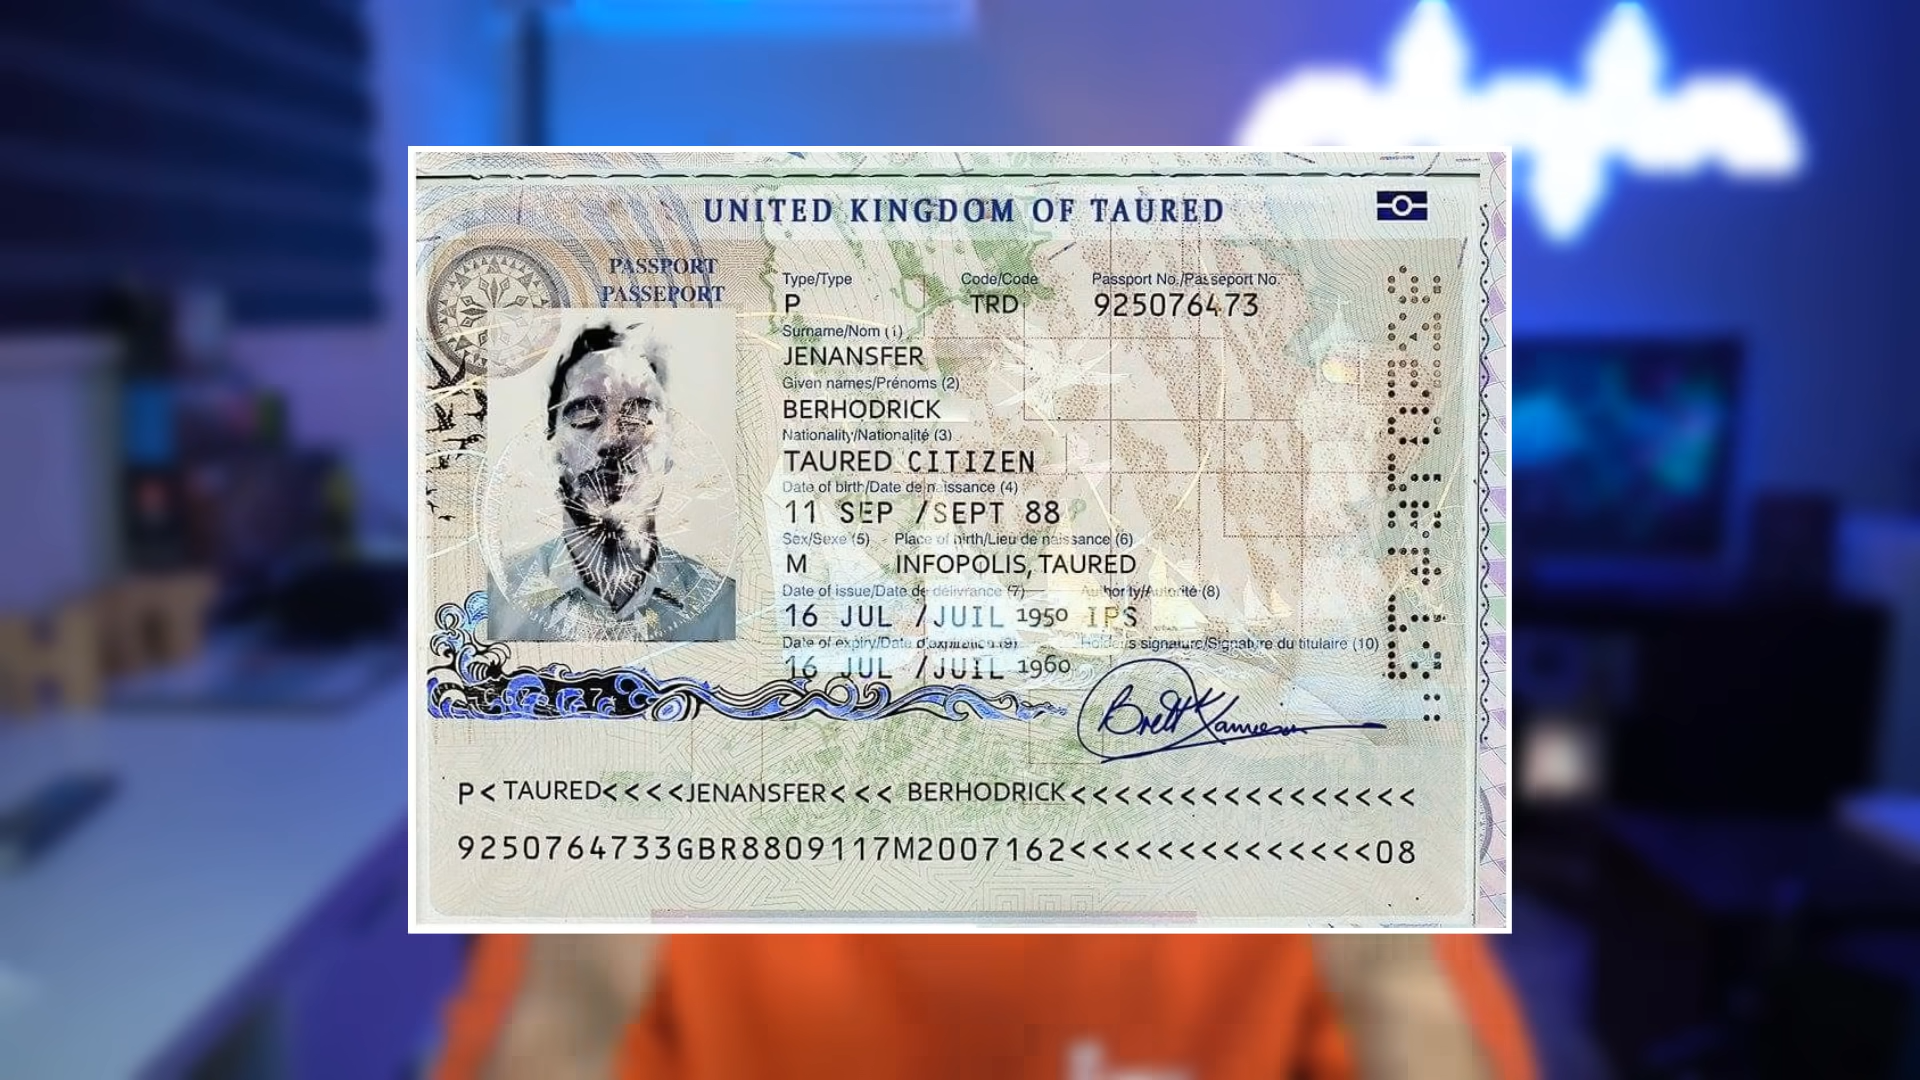 UNITED KINGDOM OF TAURED
PASSPORT
PASSEPORT
Type/Type Code/Code Passport No./Passeport No.
P TRD 925076473
Surname/Nom (1)
JENANSFER
Given names/Prénoms (2)
BERHODRICK
Nationality/Nationalité (3)
TAURED CITIZEN
Date of birth/Date de naissance (4)
11 SEP /SEPT 88
Sex/Sexe (5) Place of birth/Lieu de naissance (6)
M INFOPOLIS, TAURED
Date of issue/Date de délivrance (7) Authority/Autorité (8)
16 JUL /JUIL 1950 IPS
Date of expiry/Date d'expiration (9) Holder's signature/Signature du titulaire (10)
16 JUL /JUIL 1960
P< TAURED<<<<JENANSFER<<< BERHODRICK<<<<<<<<<<<<<<<<
9250764733GBR8809117M2007162<<<<<<<<<<<<<<08